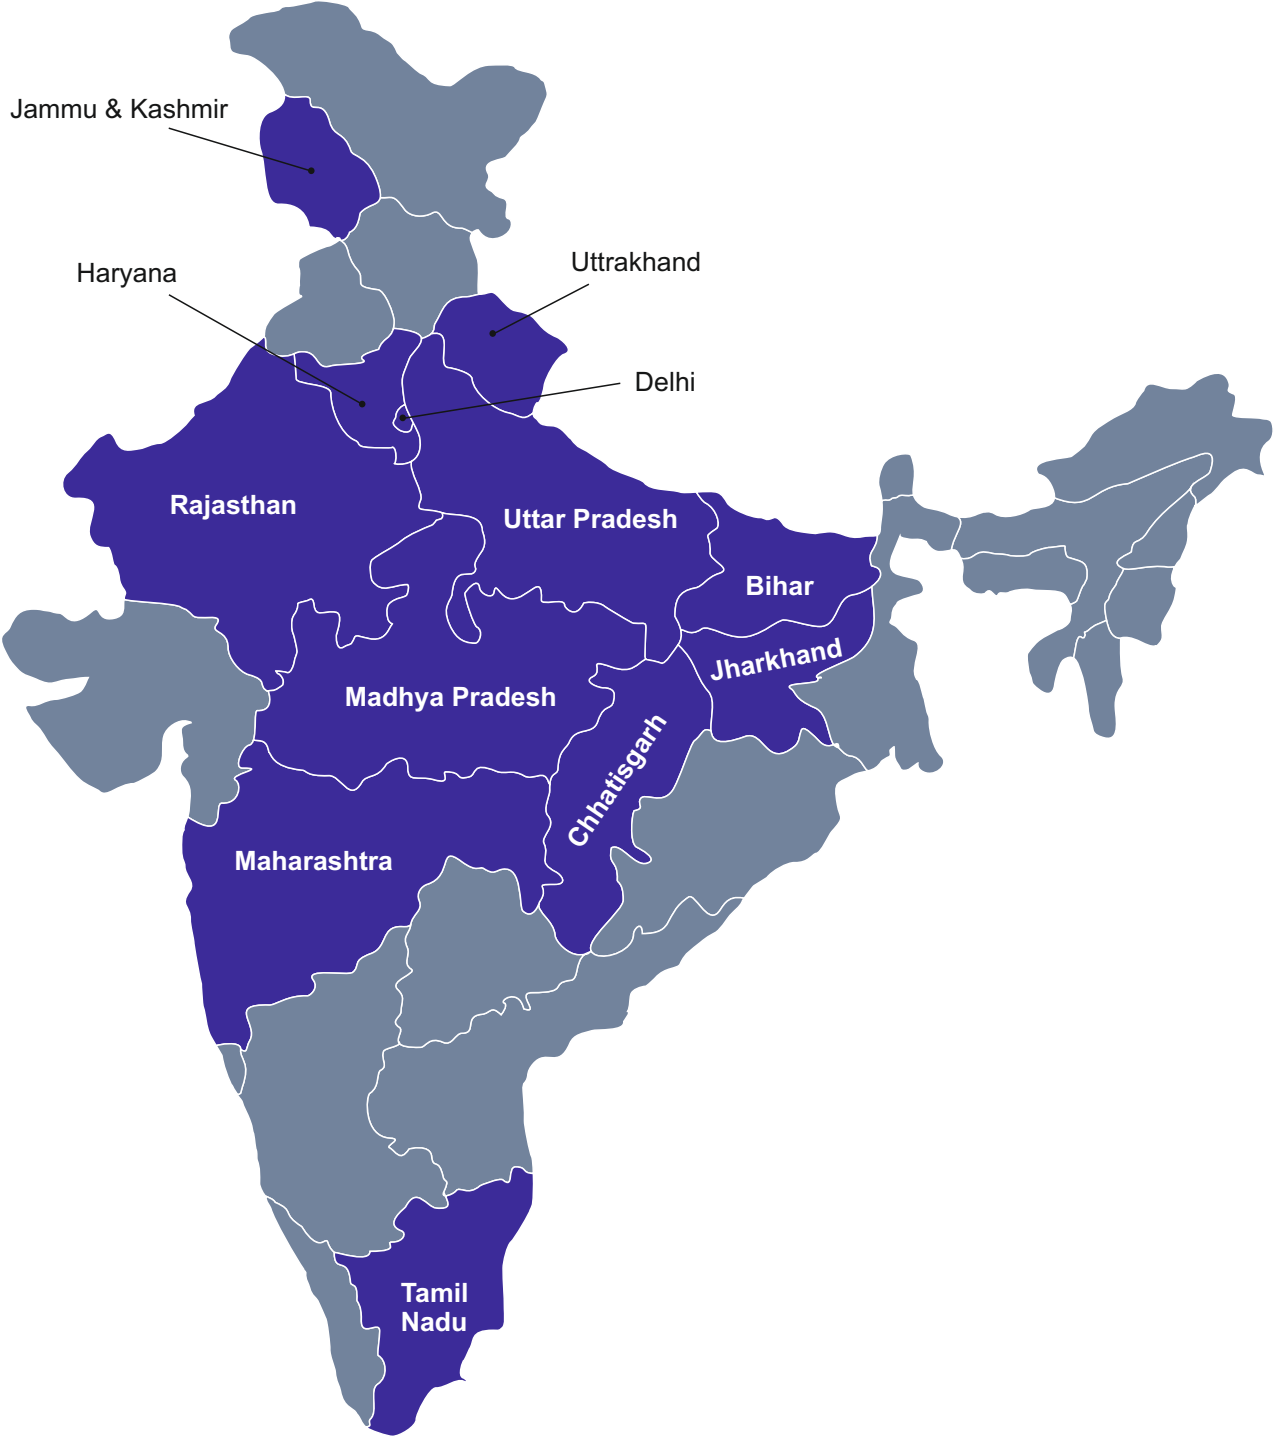 Jammu & Kashmir
Haryana
Uttrakhand
Delhi
Rajasthan
Uttar Pradesh
Bihar
Jharkhand
Madhya Pradesh
Chhatisgarh
Maharashtra
Tamil
Nadu